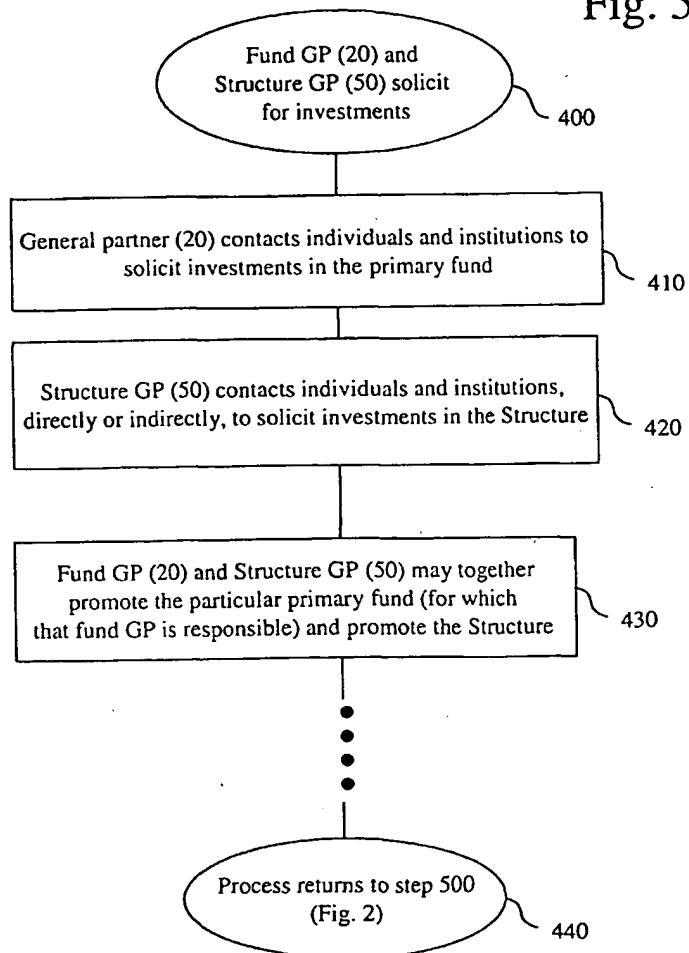 Fig. 5
Fund GP (20) and
Structure GP (50) solicit
for investments
400
General partner (20) contacts individuals and institutions to
solicit investments in the primary fund
410
Structure GP (50) contacts individuals and institutions,
directly or indirectly, to solicit investments in the Structure
420
Fund GP (20) and Structure GP (50) may together
promote the particular primary fund (for which
that fund GP is responsible) and promote the Structure
430
Process returns to step 500
(Fig. 2)
440